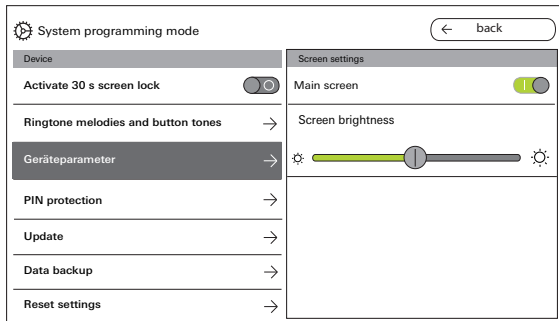 System programming mode
← back
Device
Activate 30 s screen lock
Ringtone melodies and button tones
Geräteparameter
PIN protection
Update
Data backup
Reset settings
Screen settings
Main screen
Screen brightness